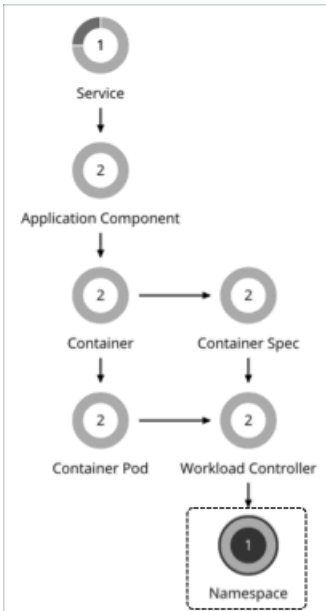 1
Service
2
Application Component
2 2
Container Container Spec
2 2
Container Pod Workload Controller
1
Namespace